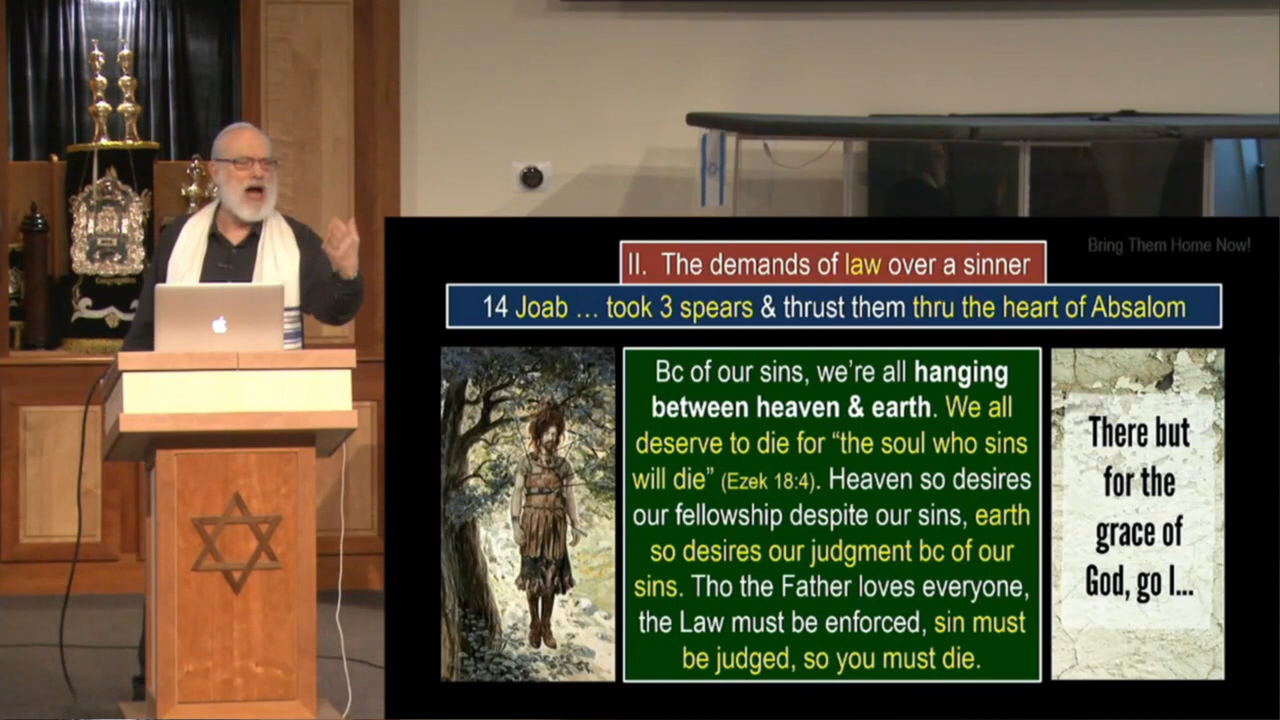 Bring Them Home Now!
II. The demands of law over a sinner
14 Joab … took 3 spears & thrust them thru the heart of Absalom
Bc of our sins, we're all hanging
between heaven & earth. We all
deserve to die for “the soul who sins
will die” (Ezek 18:4). Heaven so desires
our fellowship despite our sins, earth
so desires our judgment bc of our
sins. Tho the Father loves everyone,
the Law must be enforced, sin must
be judged, so you must die.
There but
for the
grace of
God, go I...